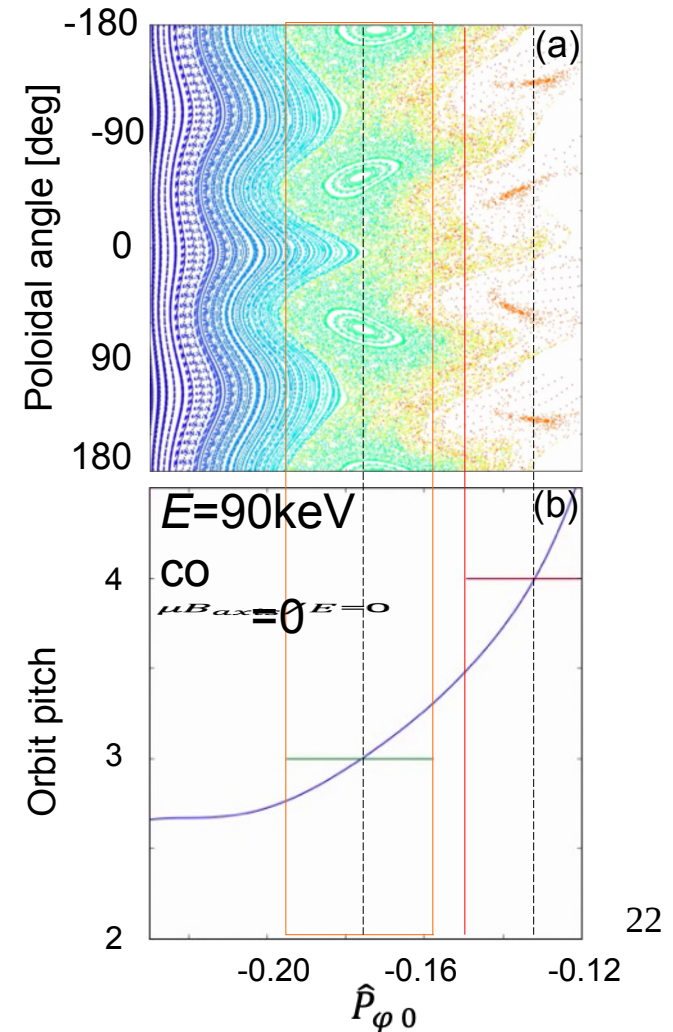 -180
(a)
-90
Poloidal angle [deg]
0
90
180
(b)
E=90keV
co
4
=0
Orbit pitch
3
2
22
-0.20 -0.16 -0.12
P̂φ 0